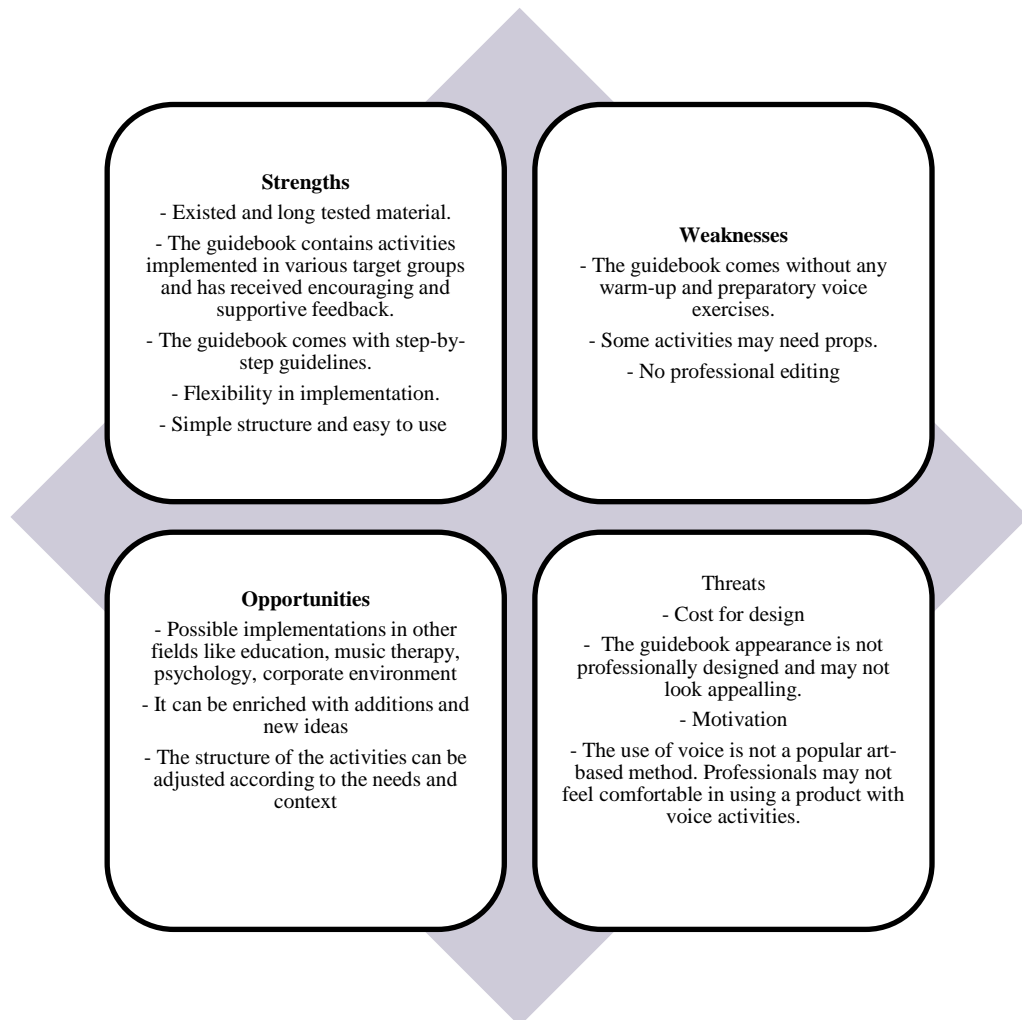 Strengths
- Existed and long tested material.
- The guidebook contains activities
implemented in various target groups
and has received encouraging and
supportive feedback.
- The guidebook comes with step-by-
step guidelines.
- Flexibility in implementation.
- Simple structure and easy to use
Weaknesses
- The guidebook comes without any
warm-up and preparatory voice
exercises.
- Some activities may need props.
- No professional editing
Opportunities
- Possible implementations in other
fields like education, music therapy,
psychology, corporate environment
- It can be enriched with additions and
new ideas
- The structure of the activities can be
adjusted according to the needs and
context
Threats
- Cost for design
- The guidebook appearance is not
professionally designed and may not
look appealling.
- Motivation
- The use of voice is not a popular art-
based method. Professionals may not
feel comfortable in using a product with
voice activities.